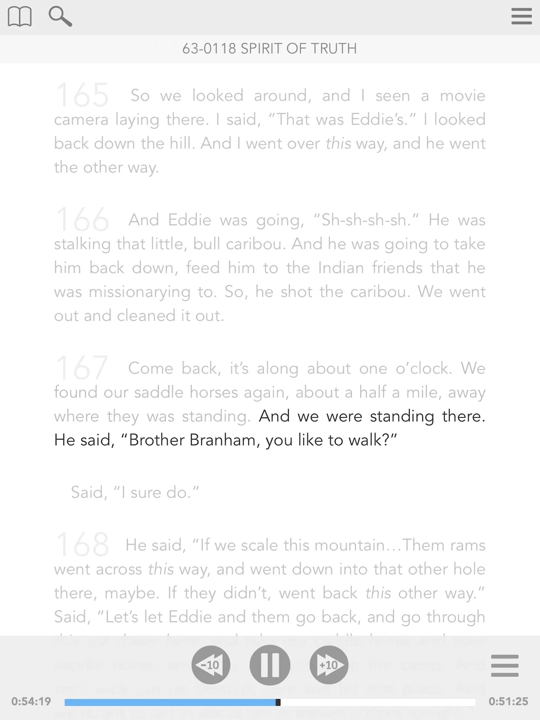 63-0118 SPIRIT OF TRUTH
165 So we looked around, and I seen a movie
camera laying there. I said, “That was Eddie’s.” I looked
back down the hill. And I went over this way, and he went
the other way.
166 And Eddie was going, “Sh-sh-sh-sh.” He was
stalking that little, bull caribou. And he was going to take
him back down, feed him to the Indian friends that he
was missionarying to. So, he shot the caribou. We went
out and cleaned it out.
167 Come back, it’s along about one o’clock. We
found our saddle horses again, about a half a mile, away
where they was standing. And we were standing there.
He said, “Brother Branham, you like to walk?”
Said, “I sure do.”
168 He said, “If we scale this mountain…Them rams
went across this way, and went down into that other hole
there, maybe. If they didn’t, went back this other way.”
Said, “Let’s let Eddie and them go back, and go through
-10
+10
0:54:19
0:51:25